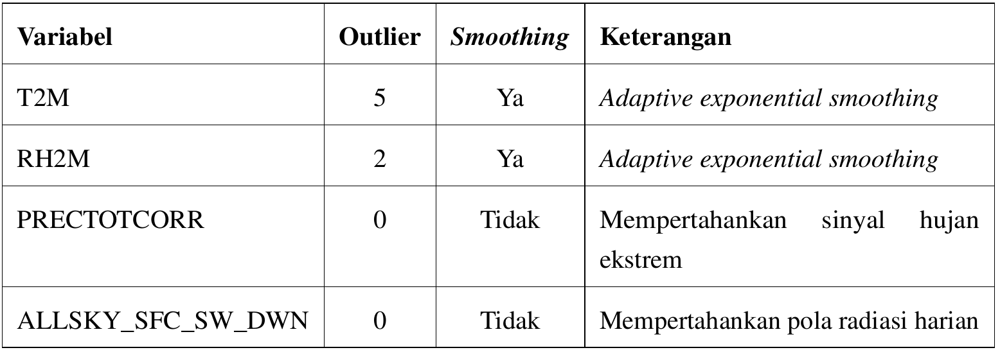 Variabel Outlier Smoothing Keterangan
T2M 5 Ya Adaptive exponential smoothing
RH2M 2 Ya Adaptive exponential smoothing
PRECTOTCORR 0 Tidak Mempertahankan sinyal hujan
ekstrem
ALLSKY_SFC_SW_DWN 0 Tidak Mempertahankan pola radiasi harian